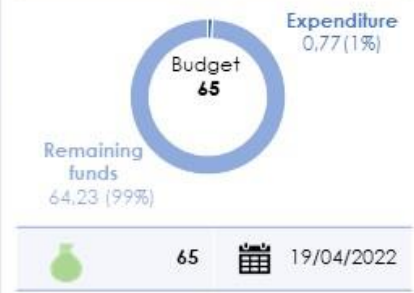 Expenditure
0,77(1%)
Budget
65
Remaining
funds
64,23 (99%)
65 19/04/2022